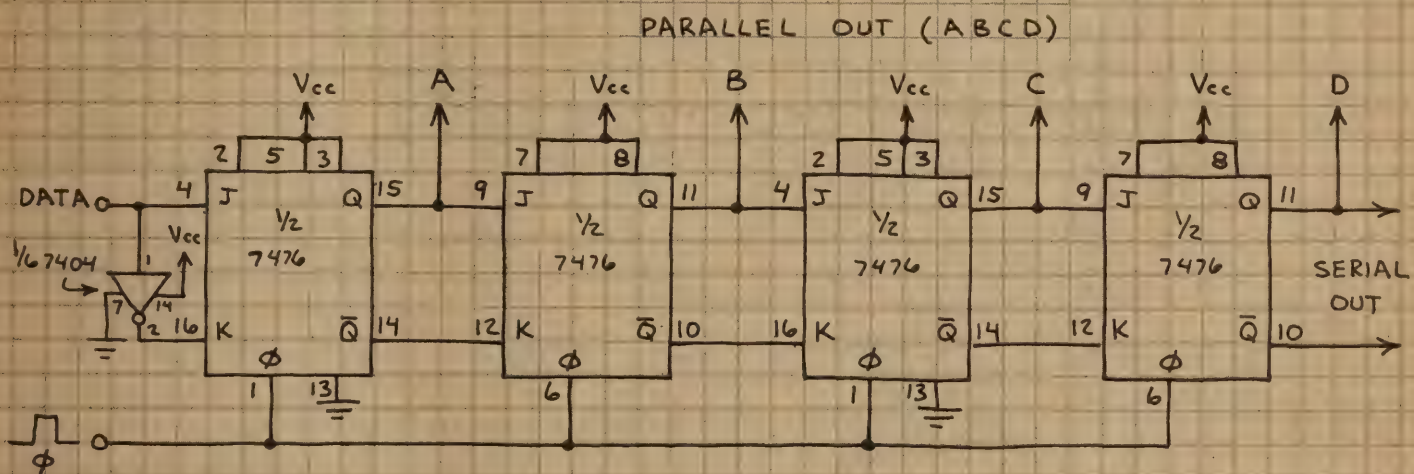 PARALLEL OUT (ABCD)
Vcc A Vcc B Vcc C Vcc D
2 5 3 7 8 2 5 3 7 8
DATA 4 J Q 15 9 J Q 11 4 J Q 15 9 J Q 11
1/2 1/2 1/2 1/2
Vcc
1/6 7404 1 7476 7476 7476 7476 SERIAL
7 14 OUT
2 16 K Q̅ 14 12 K Q̅ 10 16 K Q̅ 14 12 K Q̅ 10
ϕ ϕ ϕ ϕ
1 13 6 1 13 6
ϕ